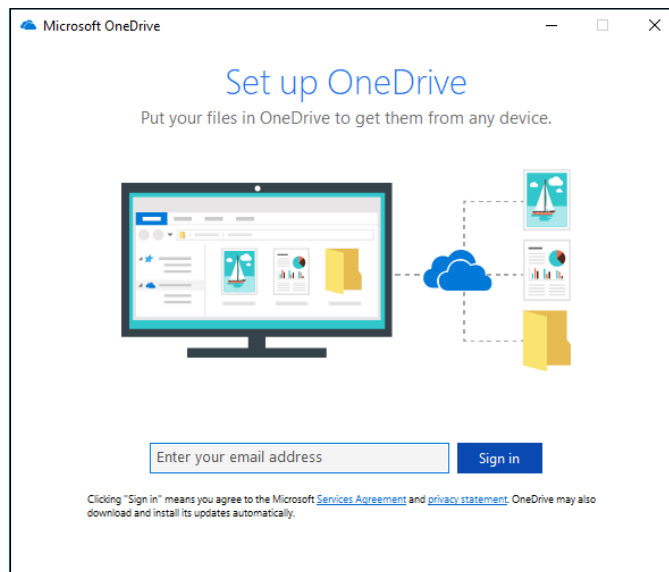 Microsoft OneDrive
Set up OneDrive
Put your files in OneDrive to get them from any device.
Enter your email address
Sign in
Clicking "Sign in" means you agree to the Microsoft Services Agreement and privacy statement. OneDrive may also
download and install its updates automatically.